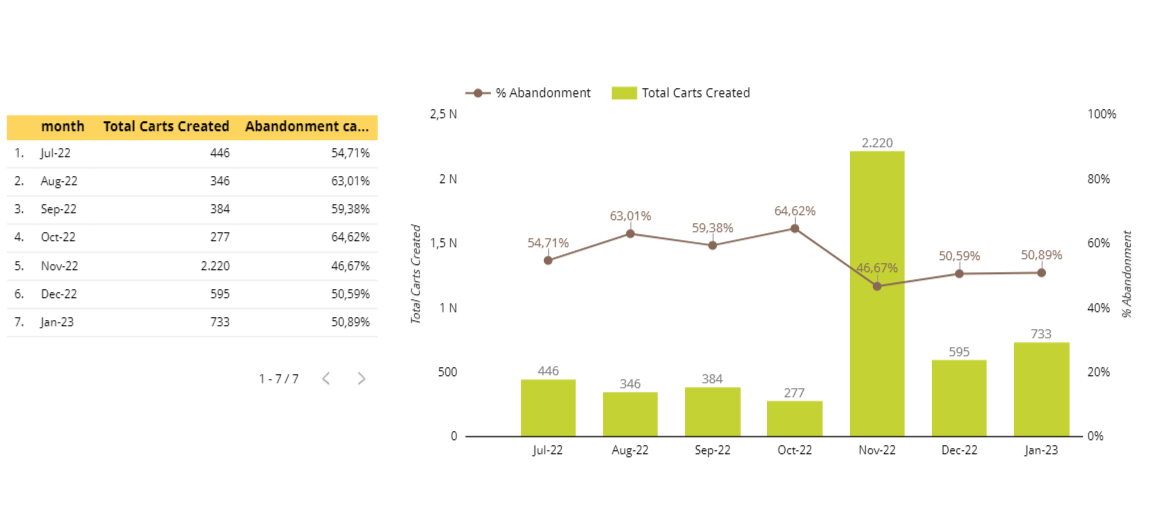 month Total Carts Created Abandonment ca...
1. Jul-22 446 54,71%
2. Aug-22 346 63,01%
3. Sep-22 384 59,38%
4. Oct-22 277 64,62%
5. Nov-22 2.220 46,67%
6. Dec-22 595 50,59%
7. Jan-23 733 50,89%
1 - 7 / 7
% Abandonment Total Carts Created
2,5 N
2 N
1,5 N
1 N
500
0
Total Carts Created
54,71%
63,01%
59,38%
64,62%
46,67%
50,59%
50,89%
446
346
384
277
2.220
595
733
Jul-22 Aug-22 Sep-22 Oct-22 Nov-22 Dec-22 Jan-23
100%
80%
60%
40%
20%
0%
% Abandonment